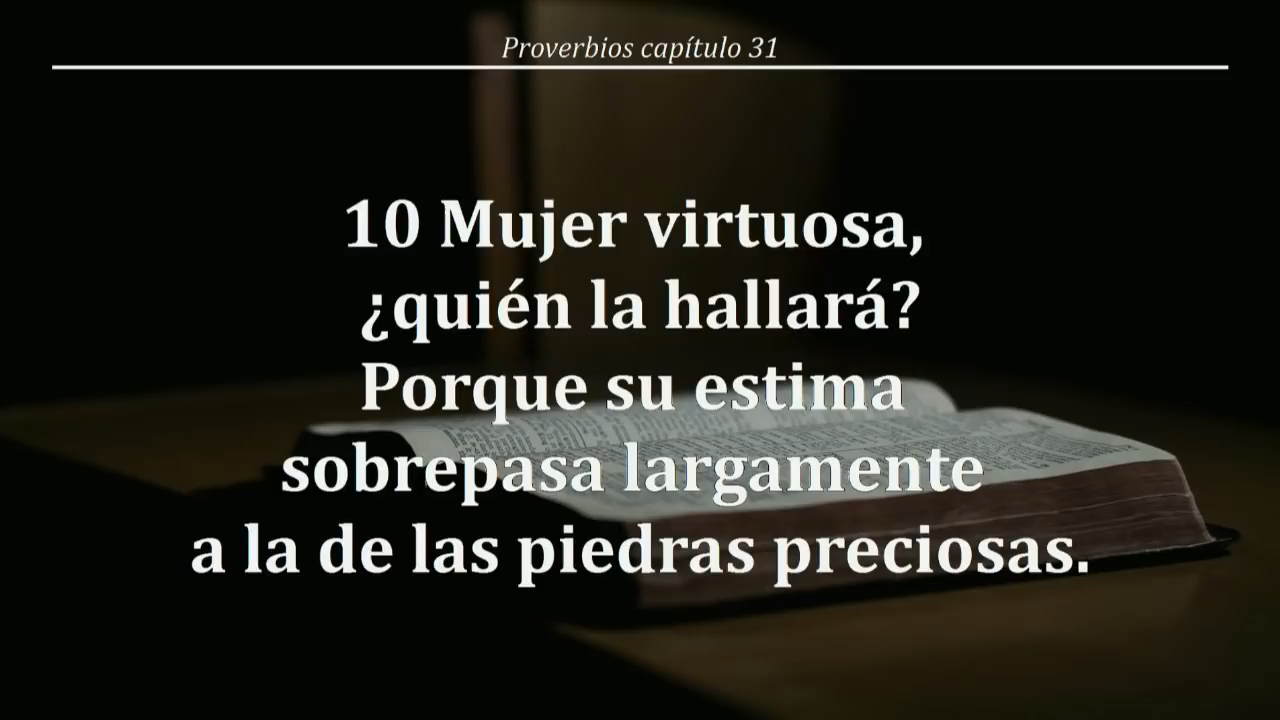 Proverbios capítulo 31
10 Mujer virtuosa,
¿quién la hallará?
Porque su estima
sobrepasa largamente
a la de las piedras preciosas.